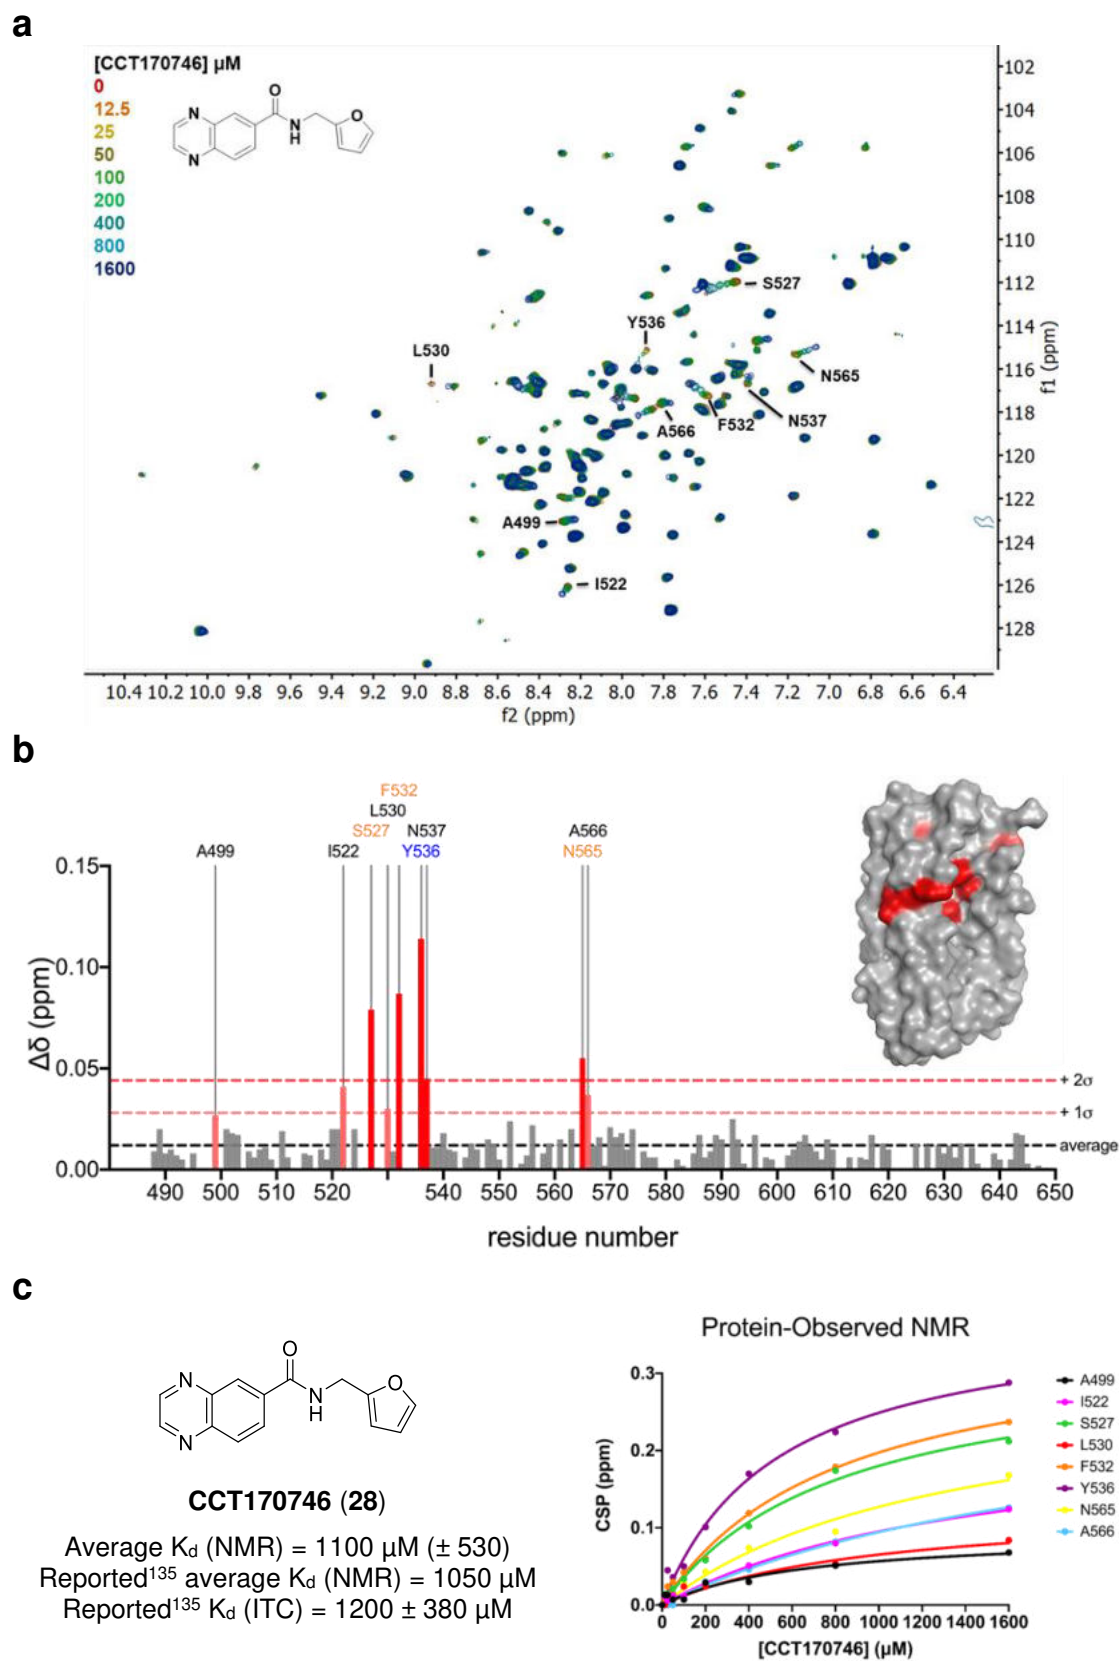 a
[CCT170746] µM
0
12.5
25
50
100
200
400
800
1600
N
N
O
N
H
O
L530
Y536
S527
N565
N537
F532
A566
A499
I522
102
104
106
108
110
112
114
116
118
120
122
124
126
128
f1 (ppm)
10.4 10.2 10.0 9.8 9.6 9.4 9.2 9.0 8.8 8.6 8.4 8.2 8.0 7.8 7.6 7.4 7.2 7.0 6.8 6.6 6.4
f2 (ppm)
b
F532
L530
S527 N537 A566
A499 I522 Y536 N565
0.15
0.10
0.05
0.00
Δδ (ppm)
+ 2σ
+ 1σ
average
490 500 510 520 540 550 560 570 580 590 600 610 620 630 640 650
residue number
c
N
N
O
N
H
O
CCT170746 (28)
Average Kd (NMR) = 1100 µM (± 530)
Reported¹³⁵ average Kd (NMR) = 1050 µM
Reported¹³⁵ Kd (ITC) = 1200 ± 380 µM
Protein-Observed NMR
0.3
0.2
0.1
0.0
CSP (ppm)
0 200 400 600 800 1000 1200 1400 1600
[CCT170746] (µM)
A499
I522
S527
L530
F532
Y536
N565
A566